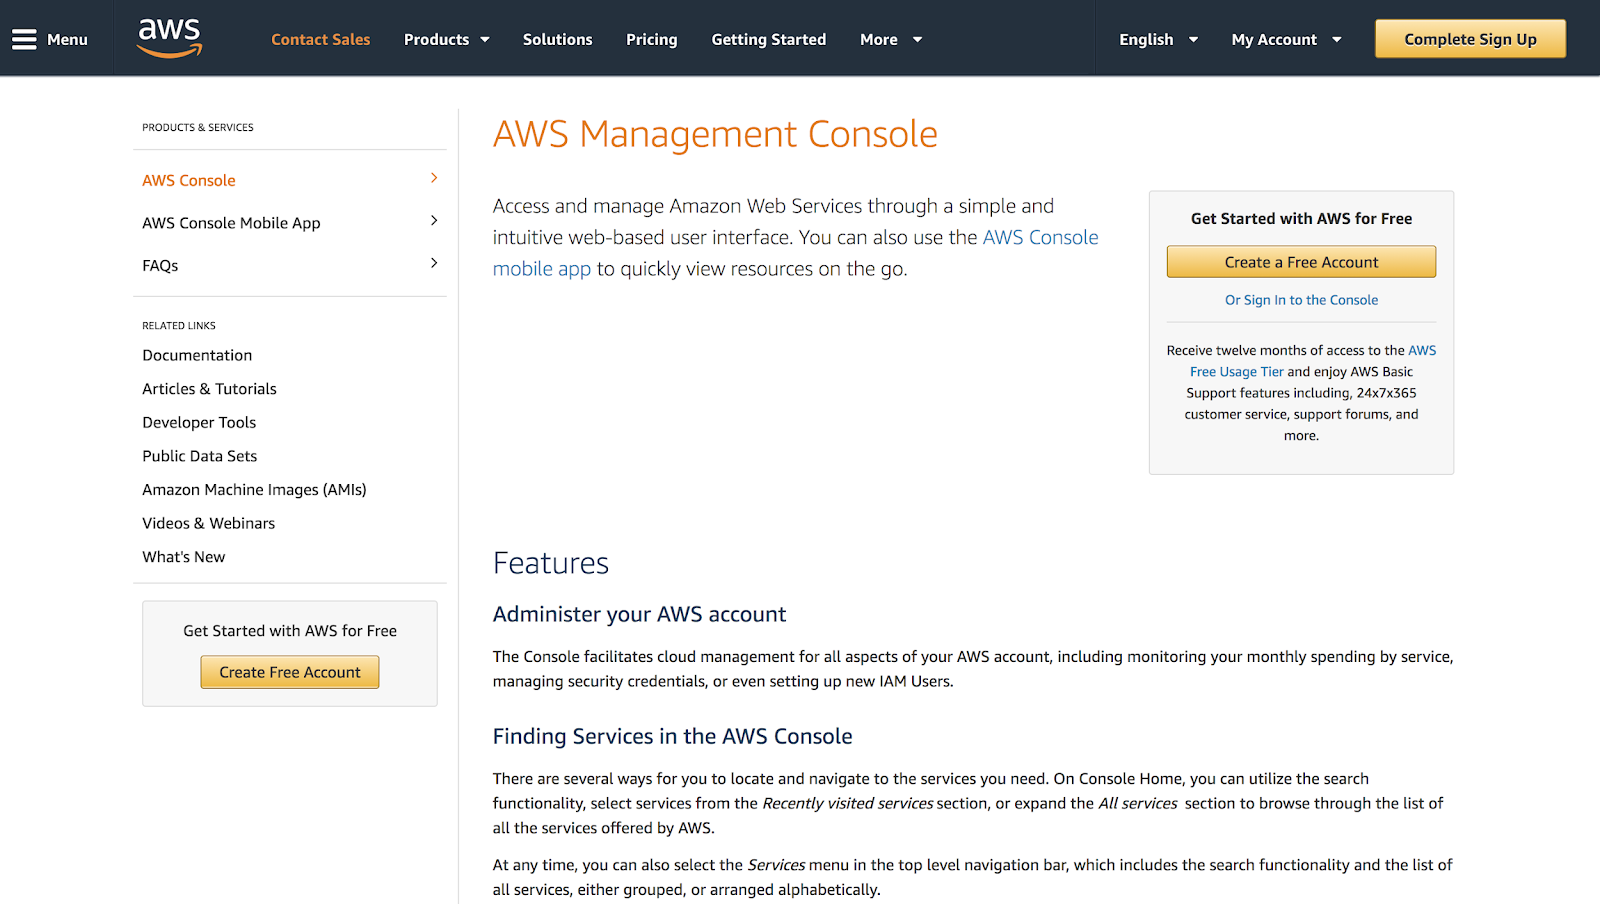 Menu
aws
Contact Sales
Products
Solutions
Pricing
Getting Started
More
English
My Account
Complete Sign Up
PRODUCTS & SERVICES
AWS Console
AWS Console Mobile App
FAQs
RELATED LINKS
Documentation
Articles & Tutorials
Developer Tools
Public Data Sets
Amazon Machine Images (AMIs)
Videos & Webinars
What's New
Get Started with AWS for Free
Create Free Account
AWS Management Console
Access and manage Amazon Web Services through a simple and
intuitive web-based user interface. You can also use the AWS Console
mobile app to quickly view resources on the go.
Get Started with AWS for Free
Create a Free Account
Or Sign In to the Console
Receive twelve months of access to the AWS
Free Usage Tier and enjoy AWS Basic
Support features including, 24x7x365
customer service, support forums, and
more.
Features
Administer your AWS account
The Console facilitates cloud management for all aspects of your AWS account, including monitoring your monthly spending by service,
managing security credentials, or even setting up new IAM Users.
Finding Services in the AWS Console
There are several ways for you to locate and navigate to the services you need. On Console Home, you can utilize the search
functionality, select services from the Recently visited services section, or expand the All services section to browse through the list of
all the services offered by AWS.
At any time, you can also select the Services menu in the top level navigation bar, which includes the search functionality and the list of
all services, either grouped, or arranged alphabetically.